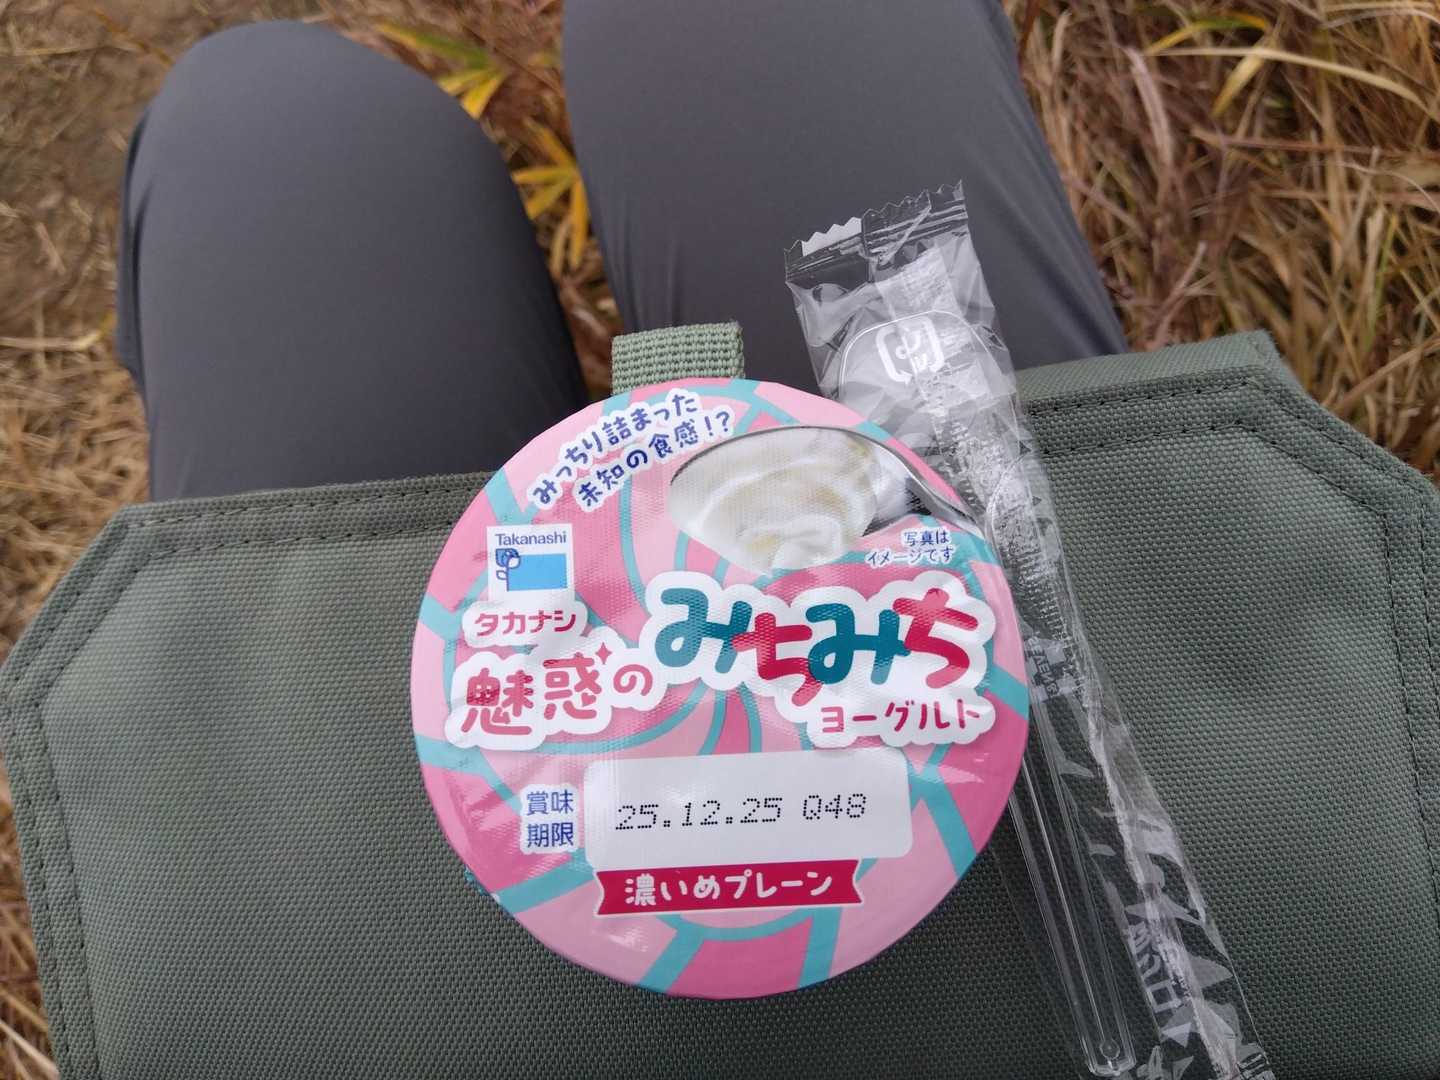 みっちり詰まった
未知の食感!?
Takanashi
写真は
イメージです
タカナシ
魅惑の
みちみち
ヨーグルト
賞味
期限
25.12.25 Q48
濃いめプレーン
プラ